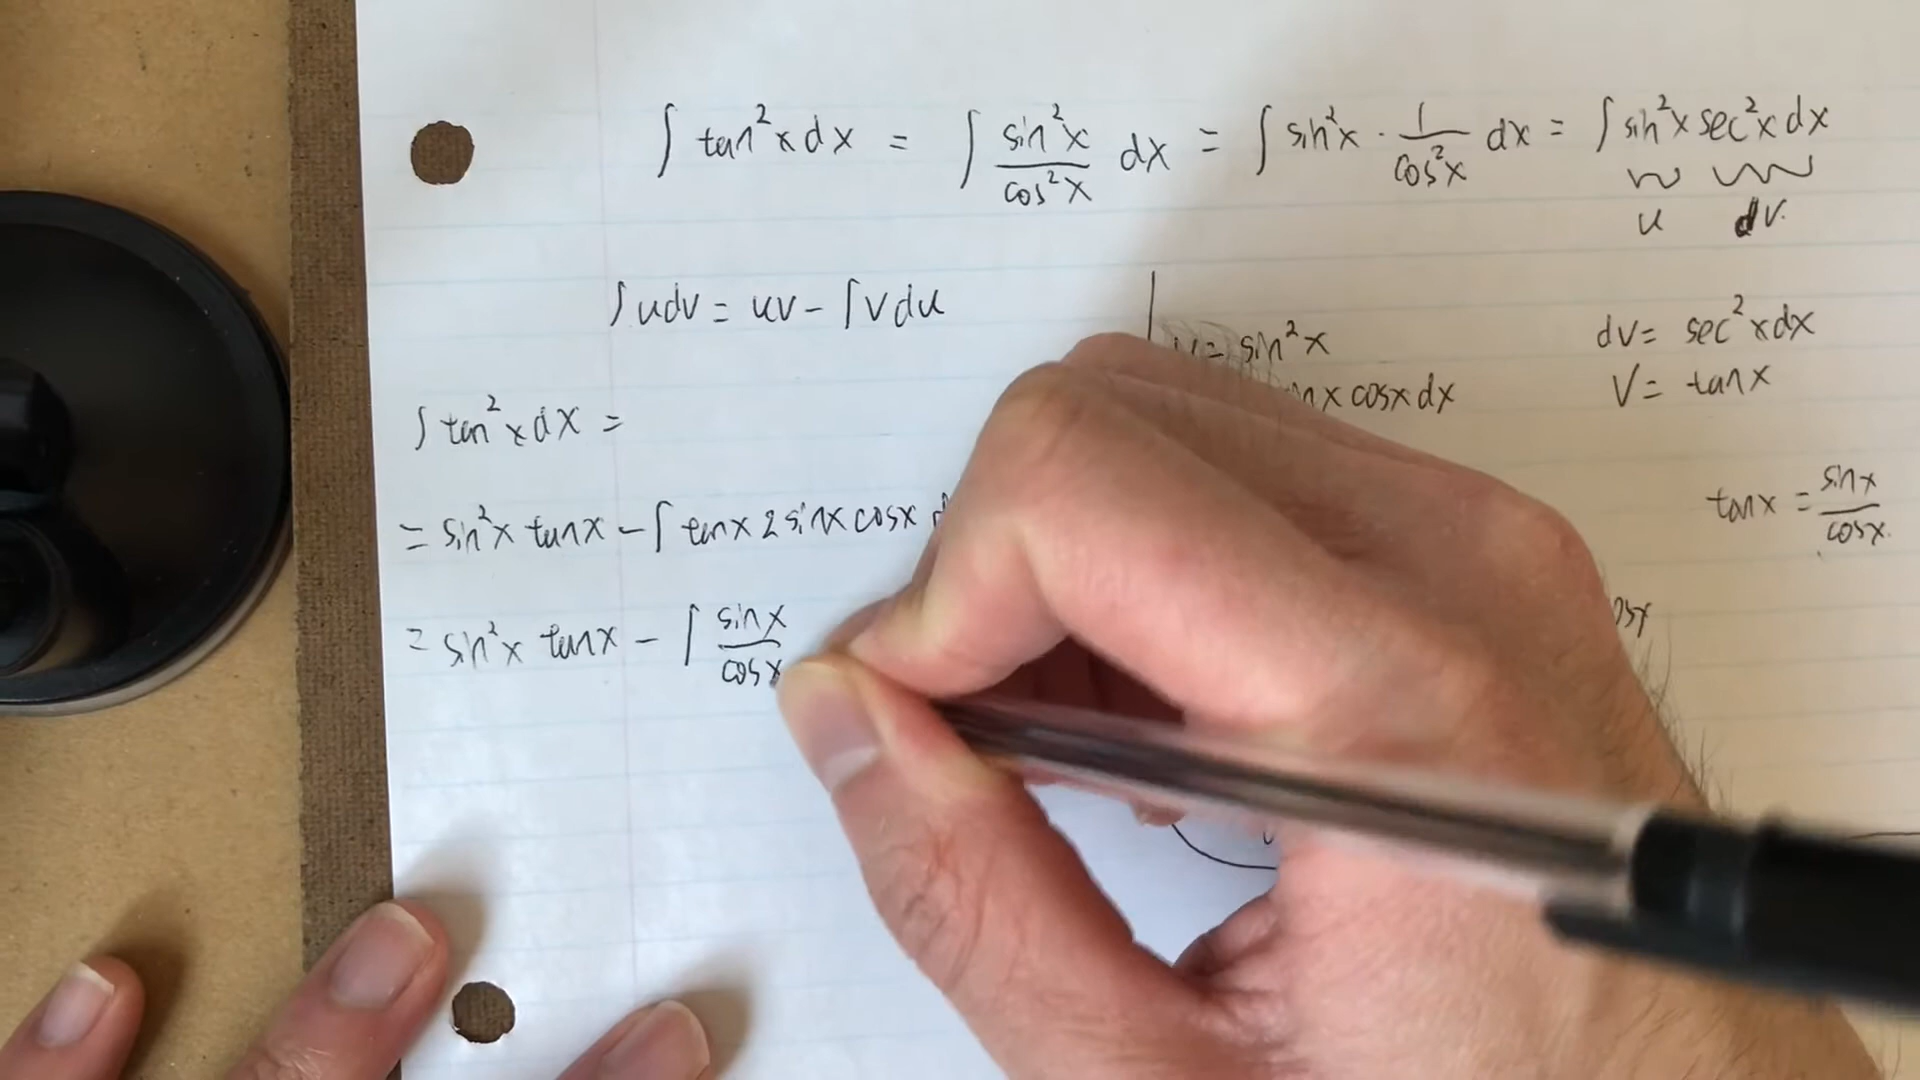 ∫ tan²x dx = ∫ sin²x/cos²x dx = ∫ sin²x · 1/cos²x dx = ∫ sin²x sec²x dx
u dv
∫ u dv = uv − ∫ v du
= sin²x
dv = sec²x dx
x cosx dx
v = tanx
∫ tan²x dx =
tanx = sinx/cosx
= sin²x tanx − ∫ tanx 2 sinx cosx
= sin²x tanx − ∫ sinx/cosx